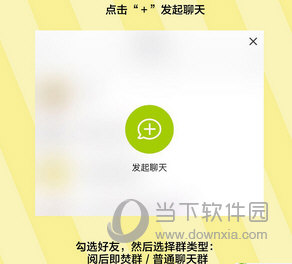 点击“+”发起聊天
发起聊天
当下软件园
www.downxia.com
勾选好友，然后选择群类型：
阅后即焚群 / 普通聊天群